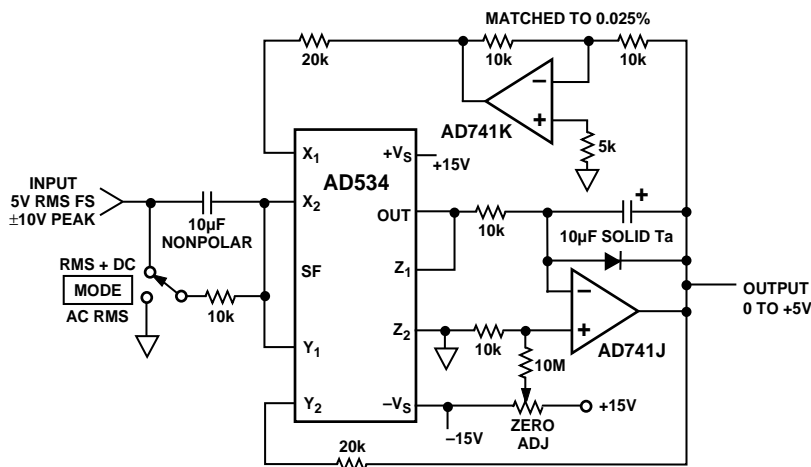 MATCHED TO 0.025%
20k
10k
10k
AD741K
5k
X1
+VS
+15V
AD534
INPUT
5V RMS FS
±10V PEAK
X2
10µF
NONPOLAR
OUT
10k
+
10µF SOLID Ta
SF
Z1
RMS + DC
MODE
AC RMS
10k
OUTPUT
0 TO +5V
Y1
Z2
10k
10M
AD741J
Y2
–VS
–15V
ZERO
ADJ
+15V
20k